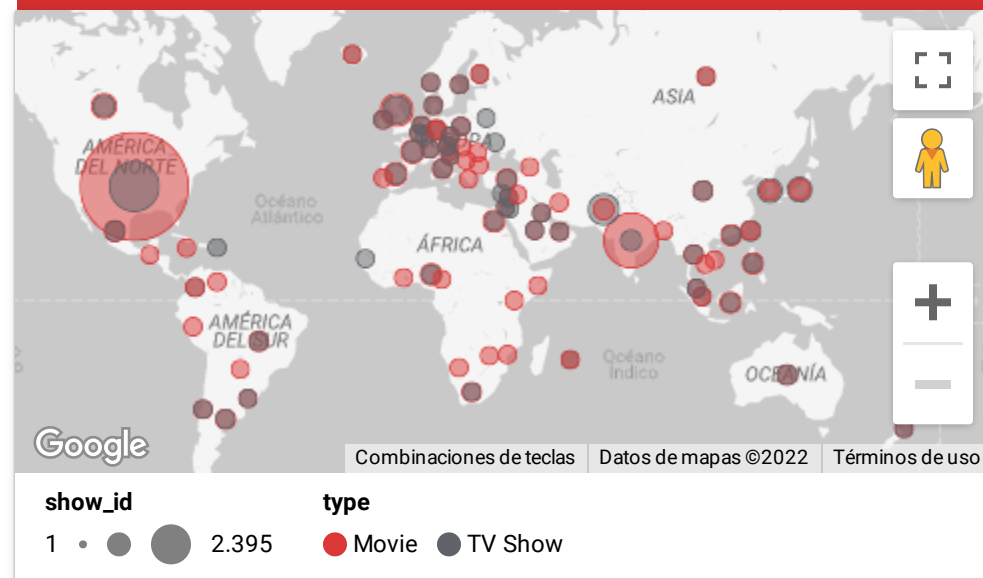 ASIA
AMÉRICA
DEL NORTE
Océano
Atlántico
ÁFRICA
AMÉRICA
DEL SUR
Océano
Índico
OCEANÍA
Google
Combinaciones de teclas
Datos de mapas ©2022
Términos de uso
show_id
type
1
2.395
Movie
TV Show